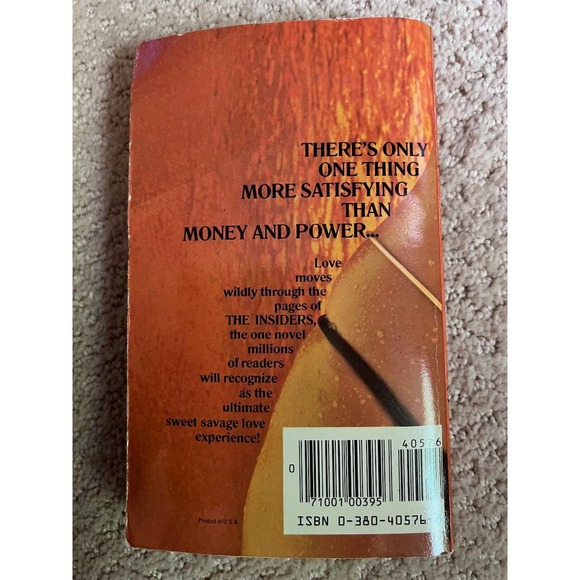 THERE'S ONLY
ONE THING
MORE SATISFYING
THAN
MONEY AND POWER...
Love
moves
wildly through the
pages of
THE INSIDERS,
the one novel
millions
of readers
will recognize
as the
ultimate
sweet savage love
experience!
40576
0
71001 00395
ISBN 0-380-40576
Printed in U.S.A.